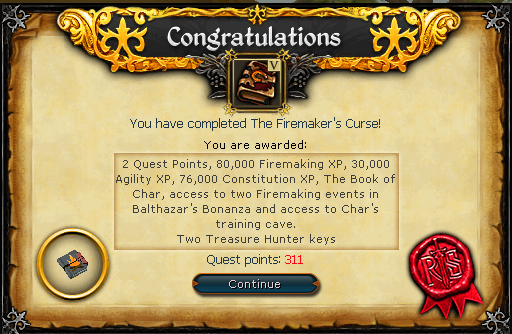 Congratulations
V
You have completed The Firemaker's Curse!
You are awarded:
2 Quest Points, 80,000 Firemaking XP, 30,000
Agility XP, 76,000 Constitution XP, The Book of
Char, access to two Firemaking events in
Balthazar's Bonanza and access to Char's
training cave.
Two Treasure Hunter keys
Quest points: 311
Continue